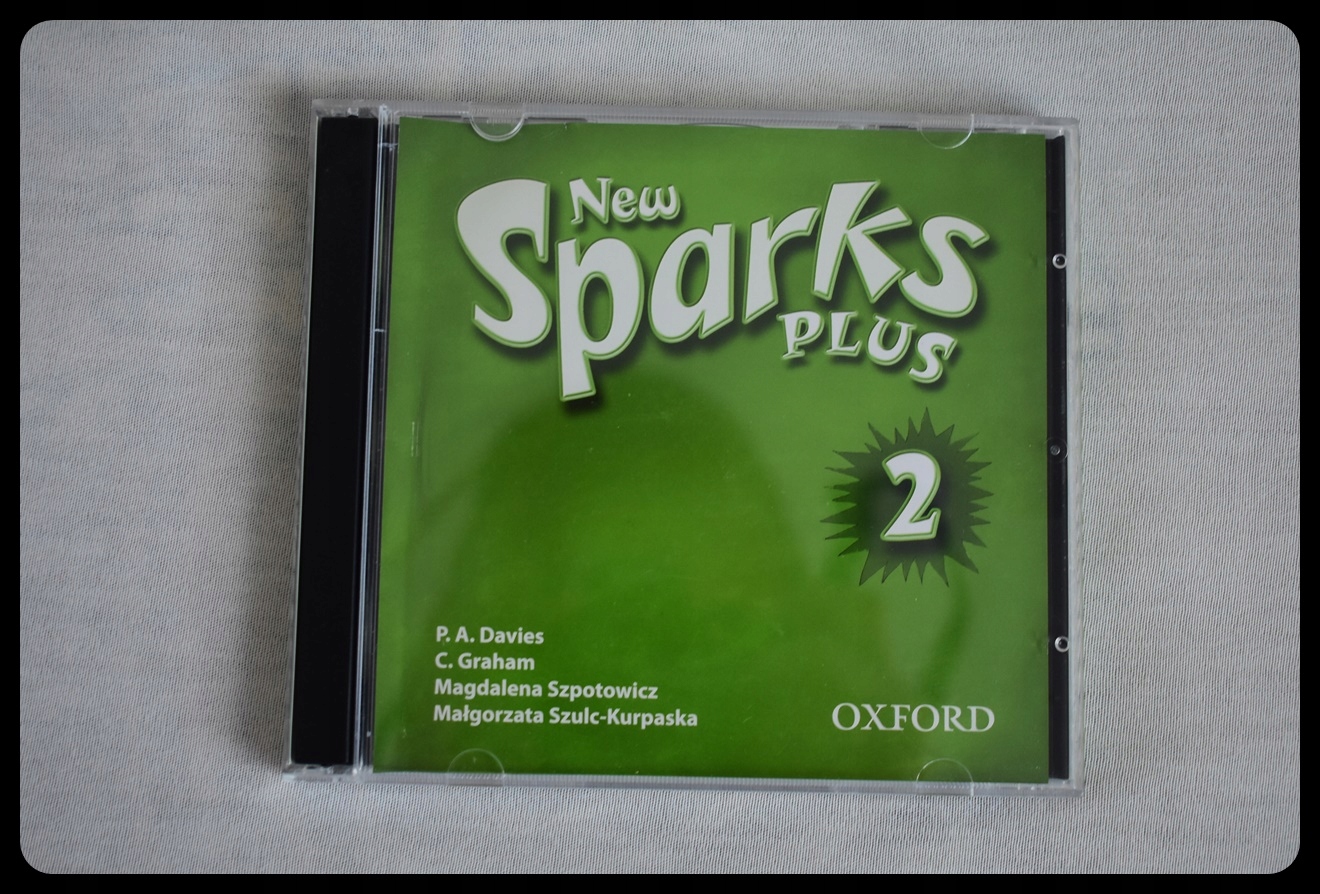 New
Sparks
PLUS
2
P. A. Davies
C. Graham
Magdalena Szpotowicz
Małgorzata Szulc-Kurpaska
OXFORD